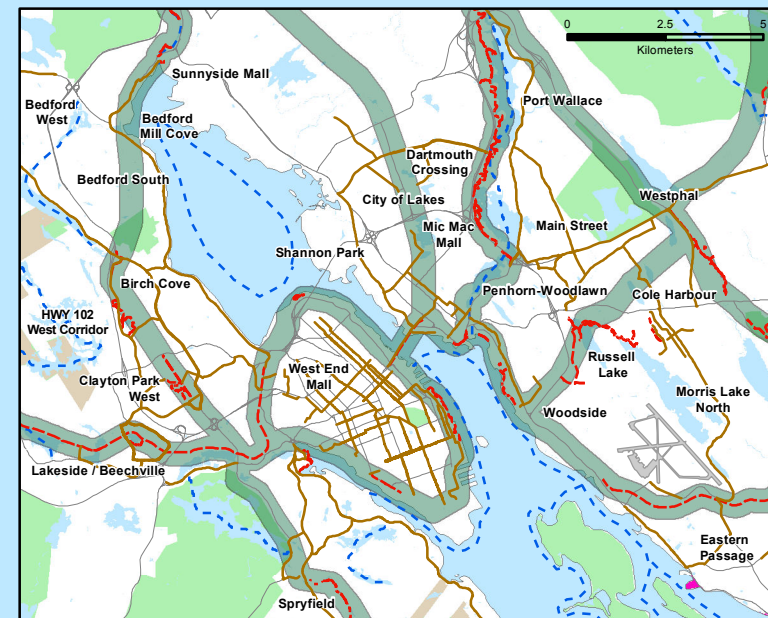 0 2.5 5
Kilometers
Sunnyside Mall
Bedford
West
Port Wallace
Bedford
Mill Cove
Dartmouth
Crossing
Bedford South
City of Lakes
Westphal
Mic Mac
Mall
Main Street
Shannon Park
Birch Cove
Penhorn-Woodlawn
Cole Harbour
HWY 102
West Corridor
West End
Mall
Russell
Lake
Clayton Park
West
Morris Lake
North
Woodside
Lakeside / Beechville
Eastern
Passage
Spryfield